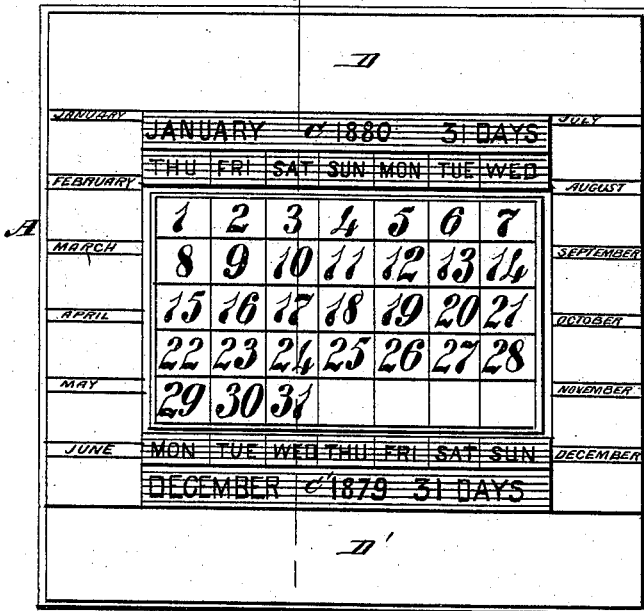 D
JANUARY
JULY
JANUARY of 1880 31 DAYS
THU FRI SAT SUN MON TUE WED
FEBRUARY
AUGUST
A
1 2 3 4 5 6 7
MARCH
8 9 10 11 12 13 14
SEPTEMBER
15 16 17 18 19 20 21
APRIL
OCTOBER
22 23 24 25 26 27 28
MAY
NOVEMBER
29 30 31
JUNE
MON TUE WED THU FRI SAT SUN
DECEMBER
DECEMBER of 1879 31 DAYS
D'